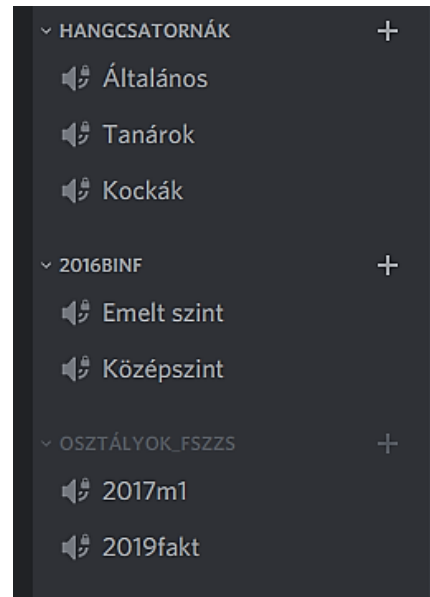 HANGCSATORNÁK
Általános
Tanárok
Kockák
2016BINF
Emelt szint
Középszint
OSZTÁLYOK_FSZZS
2017m1
2019fakt